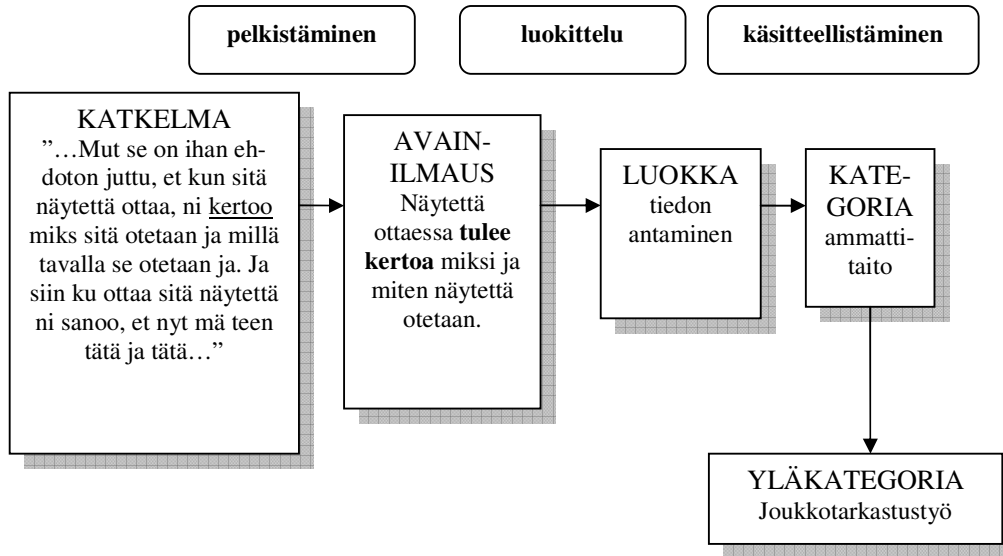 pelkistäminen
luokittelu
käsitteellistäminen
KATKELMA
”…Mut se on ihan eh-
doton juttu, et kun sitä
näytettä ottaa, ni kertoo
miks sitä otetaan ja millä
tavalla se otetaan ja. Ja
siin ku ottaa sitä näytettä
ni sanoo, et nyt mä teen
tätä ja tätä…”
AVAIN-
ILMAUS
Näytettä
ottaessa tulee
kertoa miksi ja
miten näytettä
otetaan.
LUOKKA
tiedon
antaminen
KATE-
GORIA
ammatti-
taito
YLÄKATEGORIA
Joukkotarkastustyö